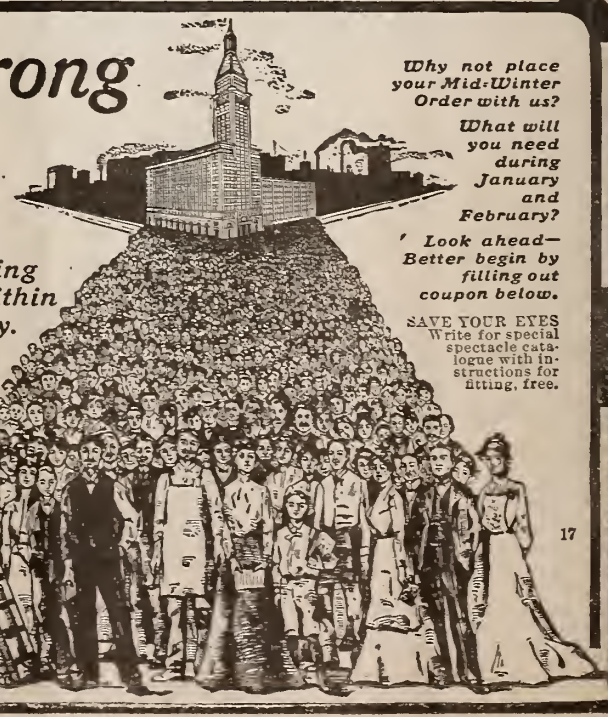 rong
ing
ithin
y.
Why not place
your Mid-Winter
Order with us?
What will
you need
during
January
and
February?
Look ahead—
Better begin by
filling out
coupon below.
SAVE YOUR EYES
Write for special
spectacle cata-
logue with in-
structions for
fitting, free.
17